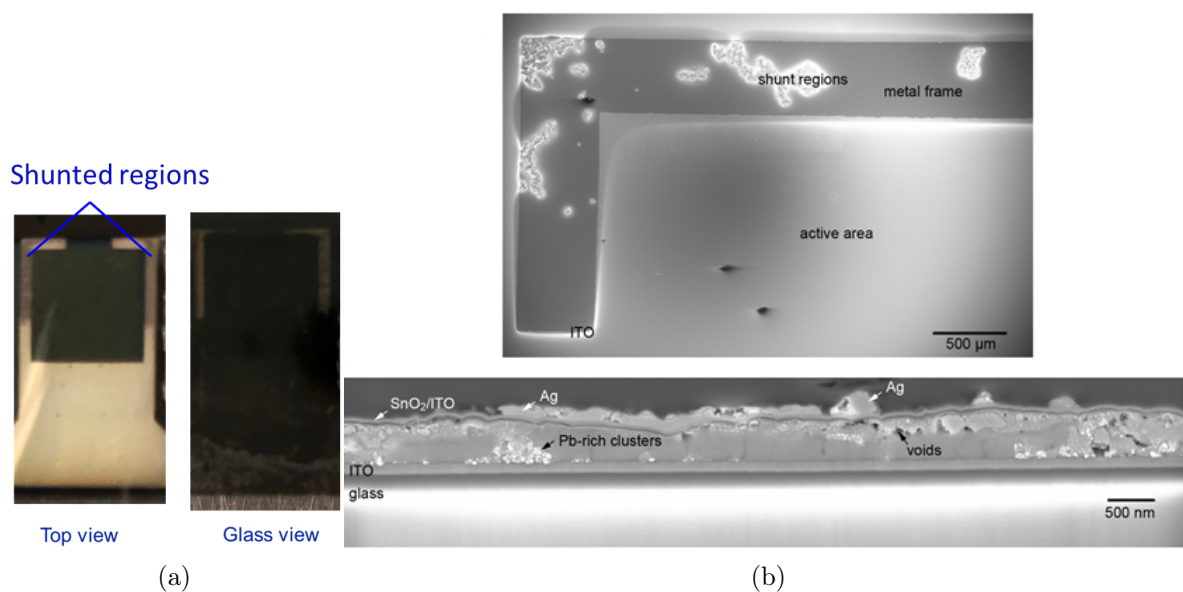 Shunted regions
Top view
Glass view
(a)
shunt regions
metal frame
active area
ITO
500 µm
Ag
Ag
SnO₂/ITO
Pb-rich clusters
voids
ITO
glass
500 nm
(b)